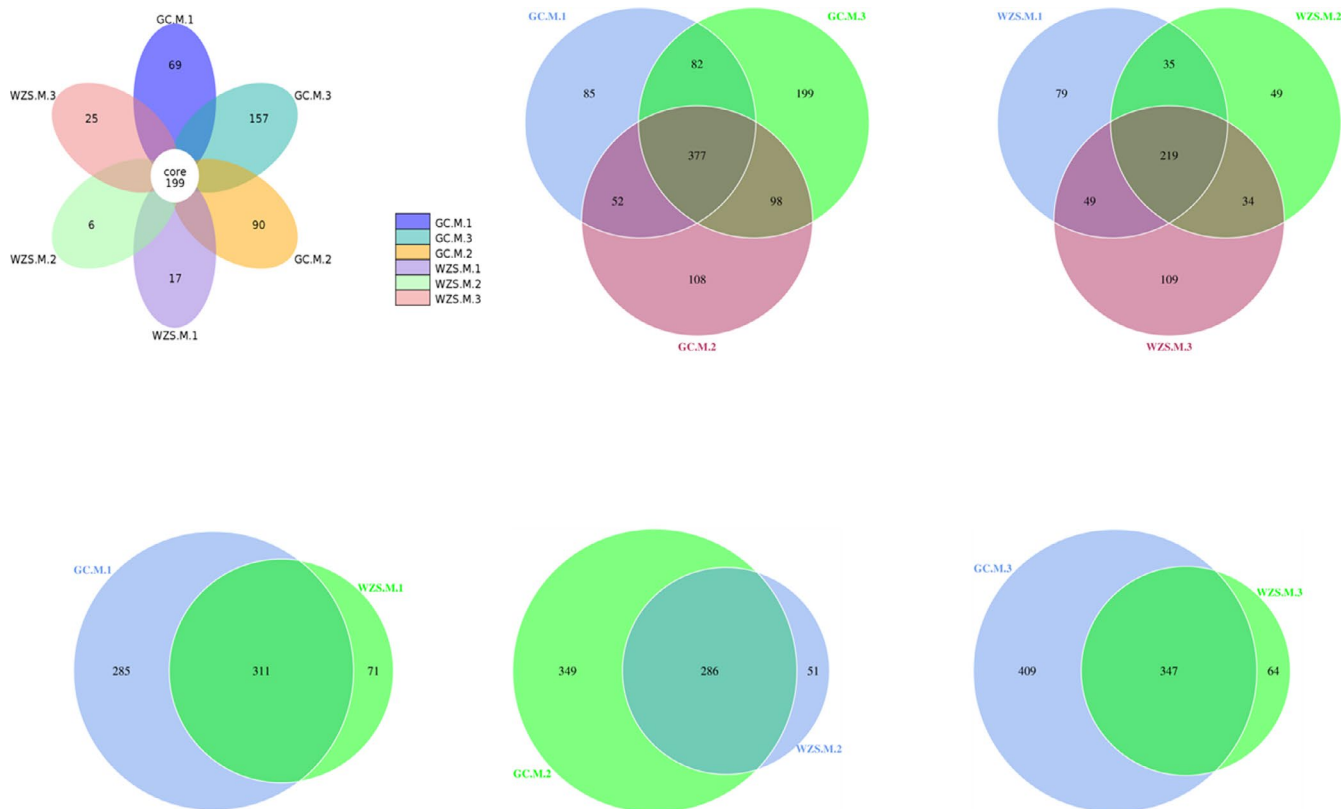 GC.M.1
69
WZS.M.3
25
GC.M.3
157
core
199
WZS.M.2
6
GC.M.2
90
17
WZS.M.1
GC.M.1
GC.M.3
GC.M.2
WZS.M.1
WZS.M.2
WZS.M.3
GC.M.1
GC.M.3
82
85
199
377
52
98
108
GC.M.2
WZS.M.1
WZS.M.2
35
79
49
219
49
34
109
WZS.M.3
GC.M.1
WZS.M.1
285
311
71
349
286
51
WZS.M.2
GC.M.2
GC.M.3
WZS.M.3
409
347
64